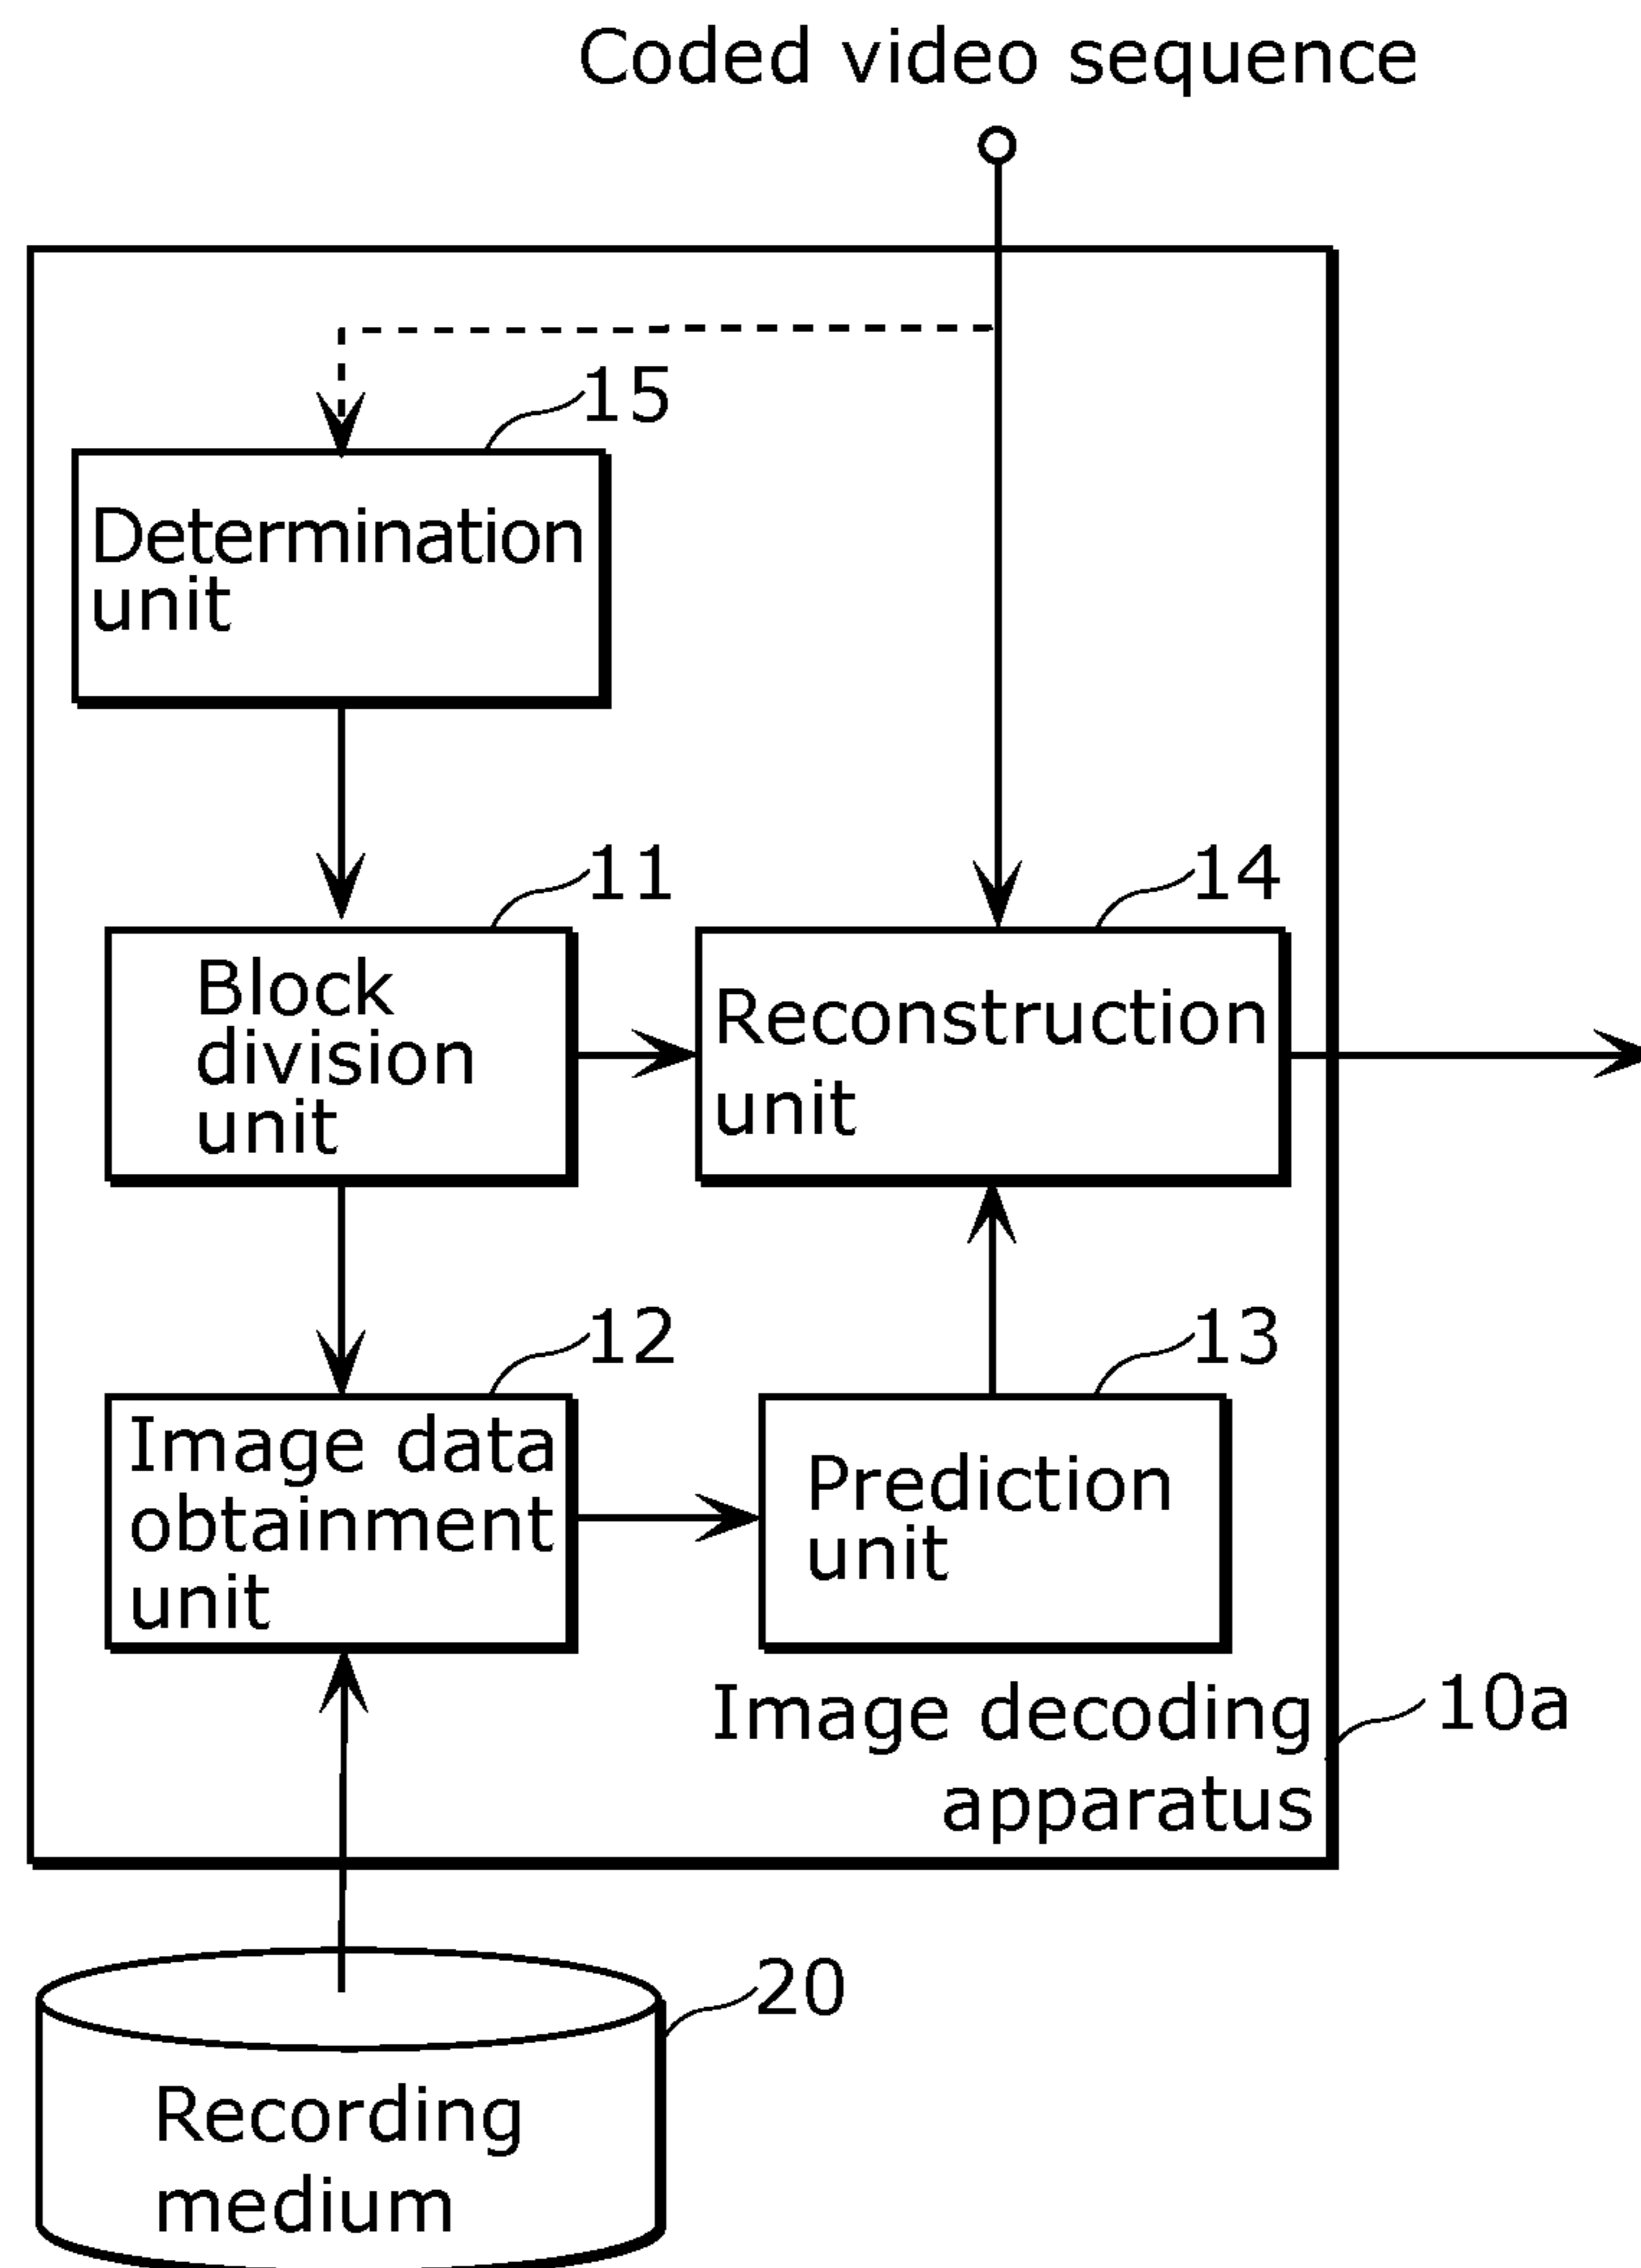 Coded video sequence
15
Determination
unit
11
Block
division
unit
14
Reconstruction
unit
12
Image data
obtainment
unit
13
Prediction
unit
Image decoding
apparatus
10a
20
Recording
medium